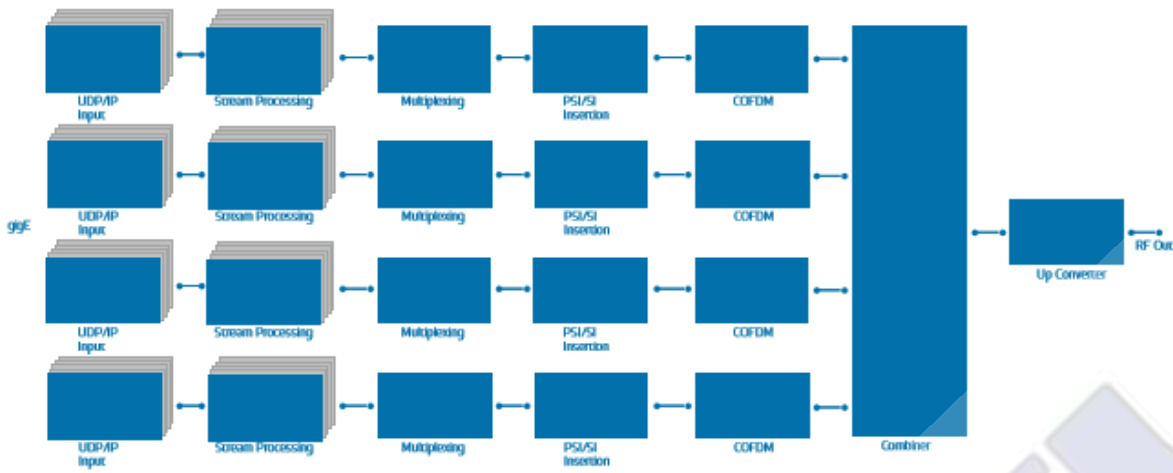 UDP/IP
Input
Stream Processing
Multiplexing
PSI/SI
Insertion
COFDM
UDP/IP
Input
Stream Processing
Multiplexing
PSI/SI
Insertion
COFDM
gigE
UDP/IP
Input
Stream Processing
Multiplexing
PSI/SI
Insertion
COFDM
UDP/IP
Input
Stream Processing
Multiplexing
PSI/SI
Insertion
COFDM
Combiner
Up Converter
RF Out